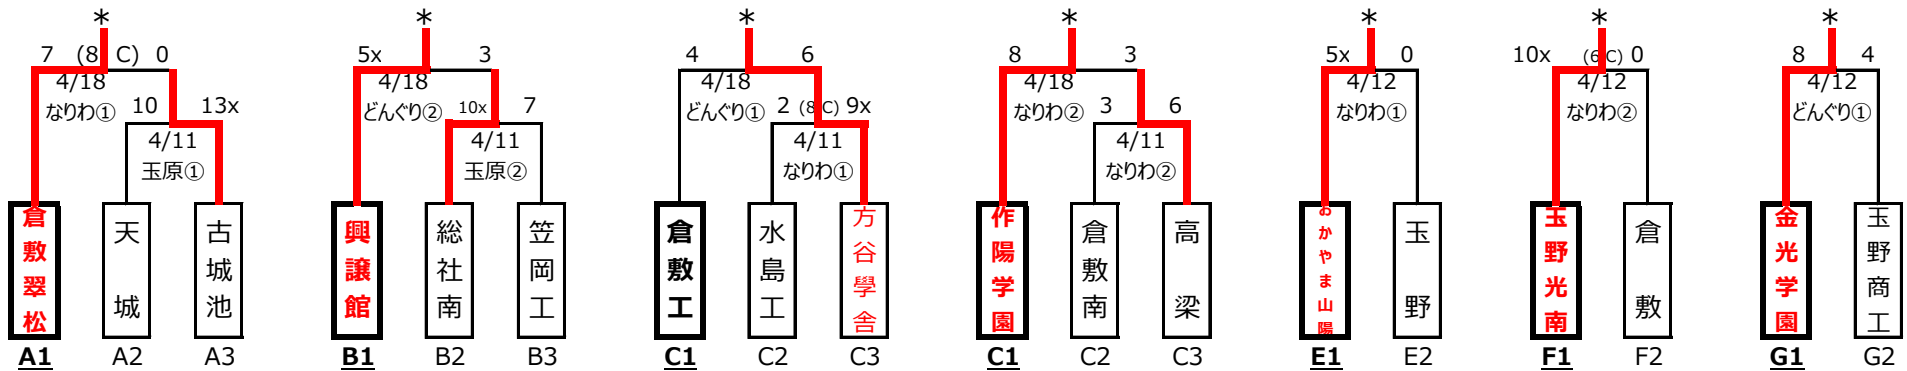 * * * * * * *
7 (8 C) 0 5x 3 4 6 8 3 5x 0 10x (6 C) 0 8 4
4/18 4/18 4/18 4/18 4/12 4/12 4/12
なりわ① どんぐり② どんぐり① なりわ② なりわ① なりわ② どんぐり①
10 13x 10x 7 2 (8 C) 9x 3 6
4/11 4/11 4/11 4/11
玉原① 玉原② なりわ① なりわ②
倉敷翠松
天城
古城池
興譲館
総社南
笠岡工
倉敷工
水島工
方谷學舎
作陽学園
倉敷南
高梁
おかやま山陽
玉野
玉野光南
倉敷
金光学園
玉野商工
A1 A2 A3 B1 B2 B3 C1 C2 C3 C1 C2 C3 E1 E2 F1 F2 G1 G2